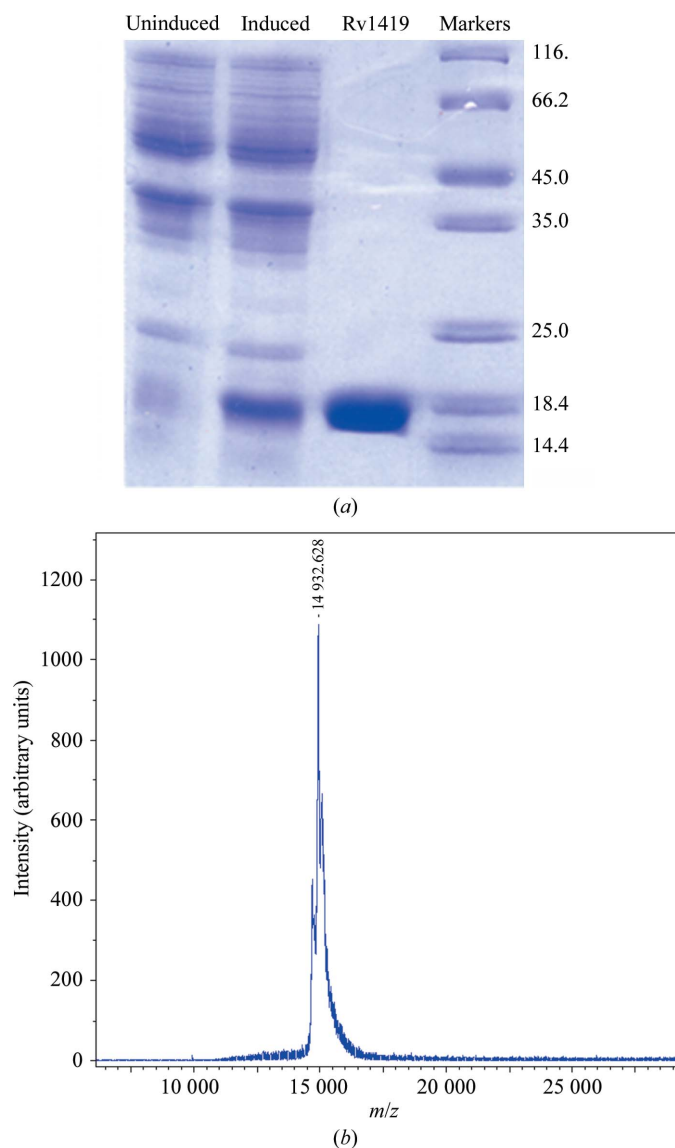 Uninduced Induced Rv1419 Markers
116.
66.2
45.0
35.0
25.0
18.4
14.4
(a)
14 932.628
1200
1000
800
600
400
200
0
Intensity (arbitrary units)
10 000 15 000 20 000 25 000
m/z
(b)